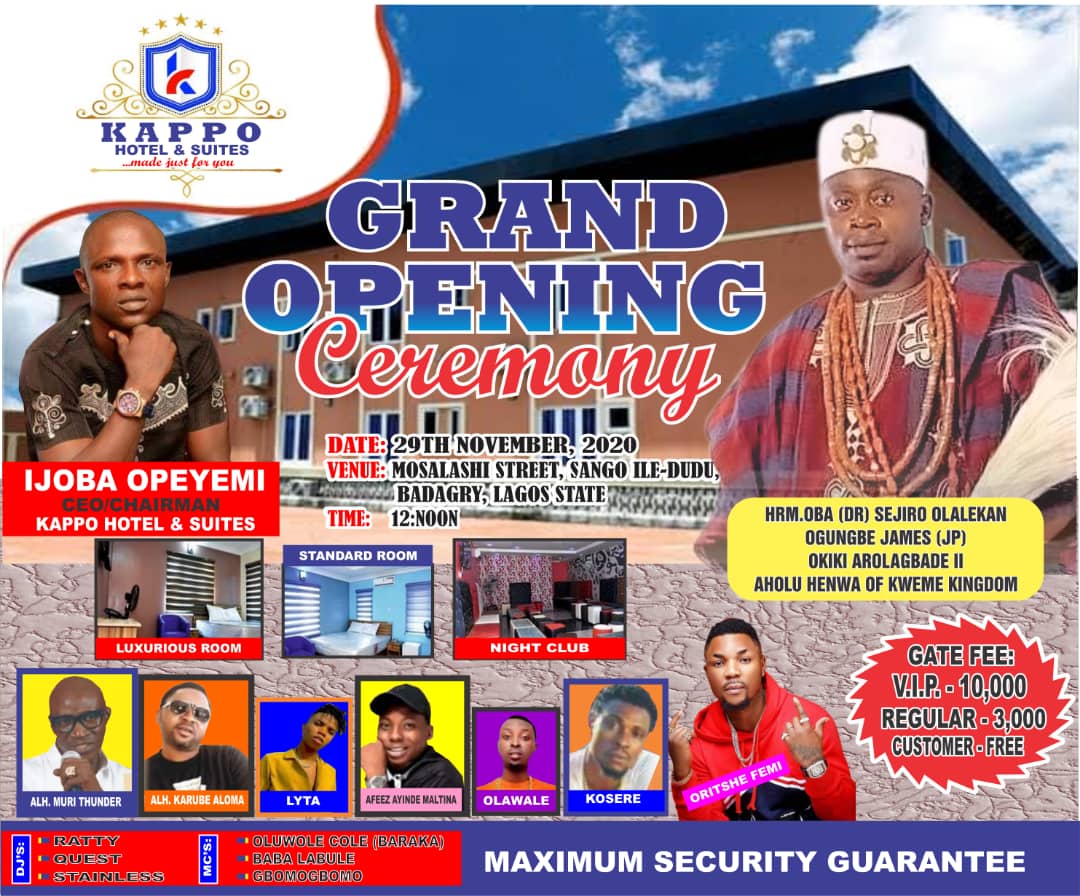 KAPPO
HOTEL & SUITES
...made just for you
GRAND
OPENING
Ceremony
DATE: 29TH NOVEMBER, 2020
VENUE: MOSALASHI STREET, SANGO ILE-DUDU,
BADAGRY, LAGOS STATE
TIME: 12:NOON
IJOBA OPEYEMI
CEO/CHAIRMAN
KAPPO HOTEL & SUITES
HRM.OBA (DR) SEJIRO OLALEKAN
OGUNGBE JAMES (JP)
OKIKI AROLAGBADE II
AHOLU HENWA OF KWEME KINGDOM
LUXURIOUS ROOM
STANDARD ROOM
NIGHT CLUB
GATE FEE:
V.I.P. - 10,000
REGULAR - 3,000
CUSTOMER - FREE
ALH. MURI THUNDER
ALH. KARUBE ALOMA
LYTA
AFEEZ AYINDE MALTINA
OLAWALE
KOSERE
ORITSHE FEMI
DJ'S:
RATTY
QUEST
STAINLESS
MC'S:
OLUWOLE COLE (BARAKA)
BABA LABULE
GBOMOGBOMO
MAXIMUM SECURITY GUARANTEE